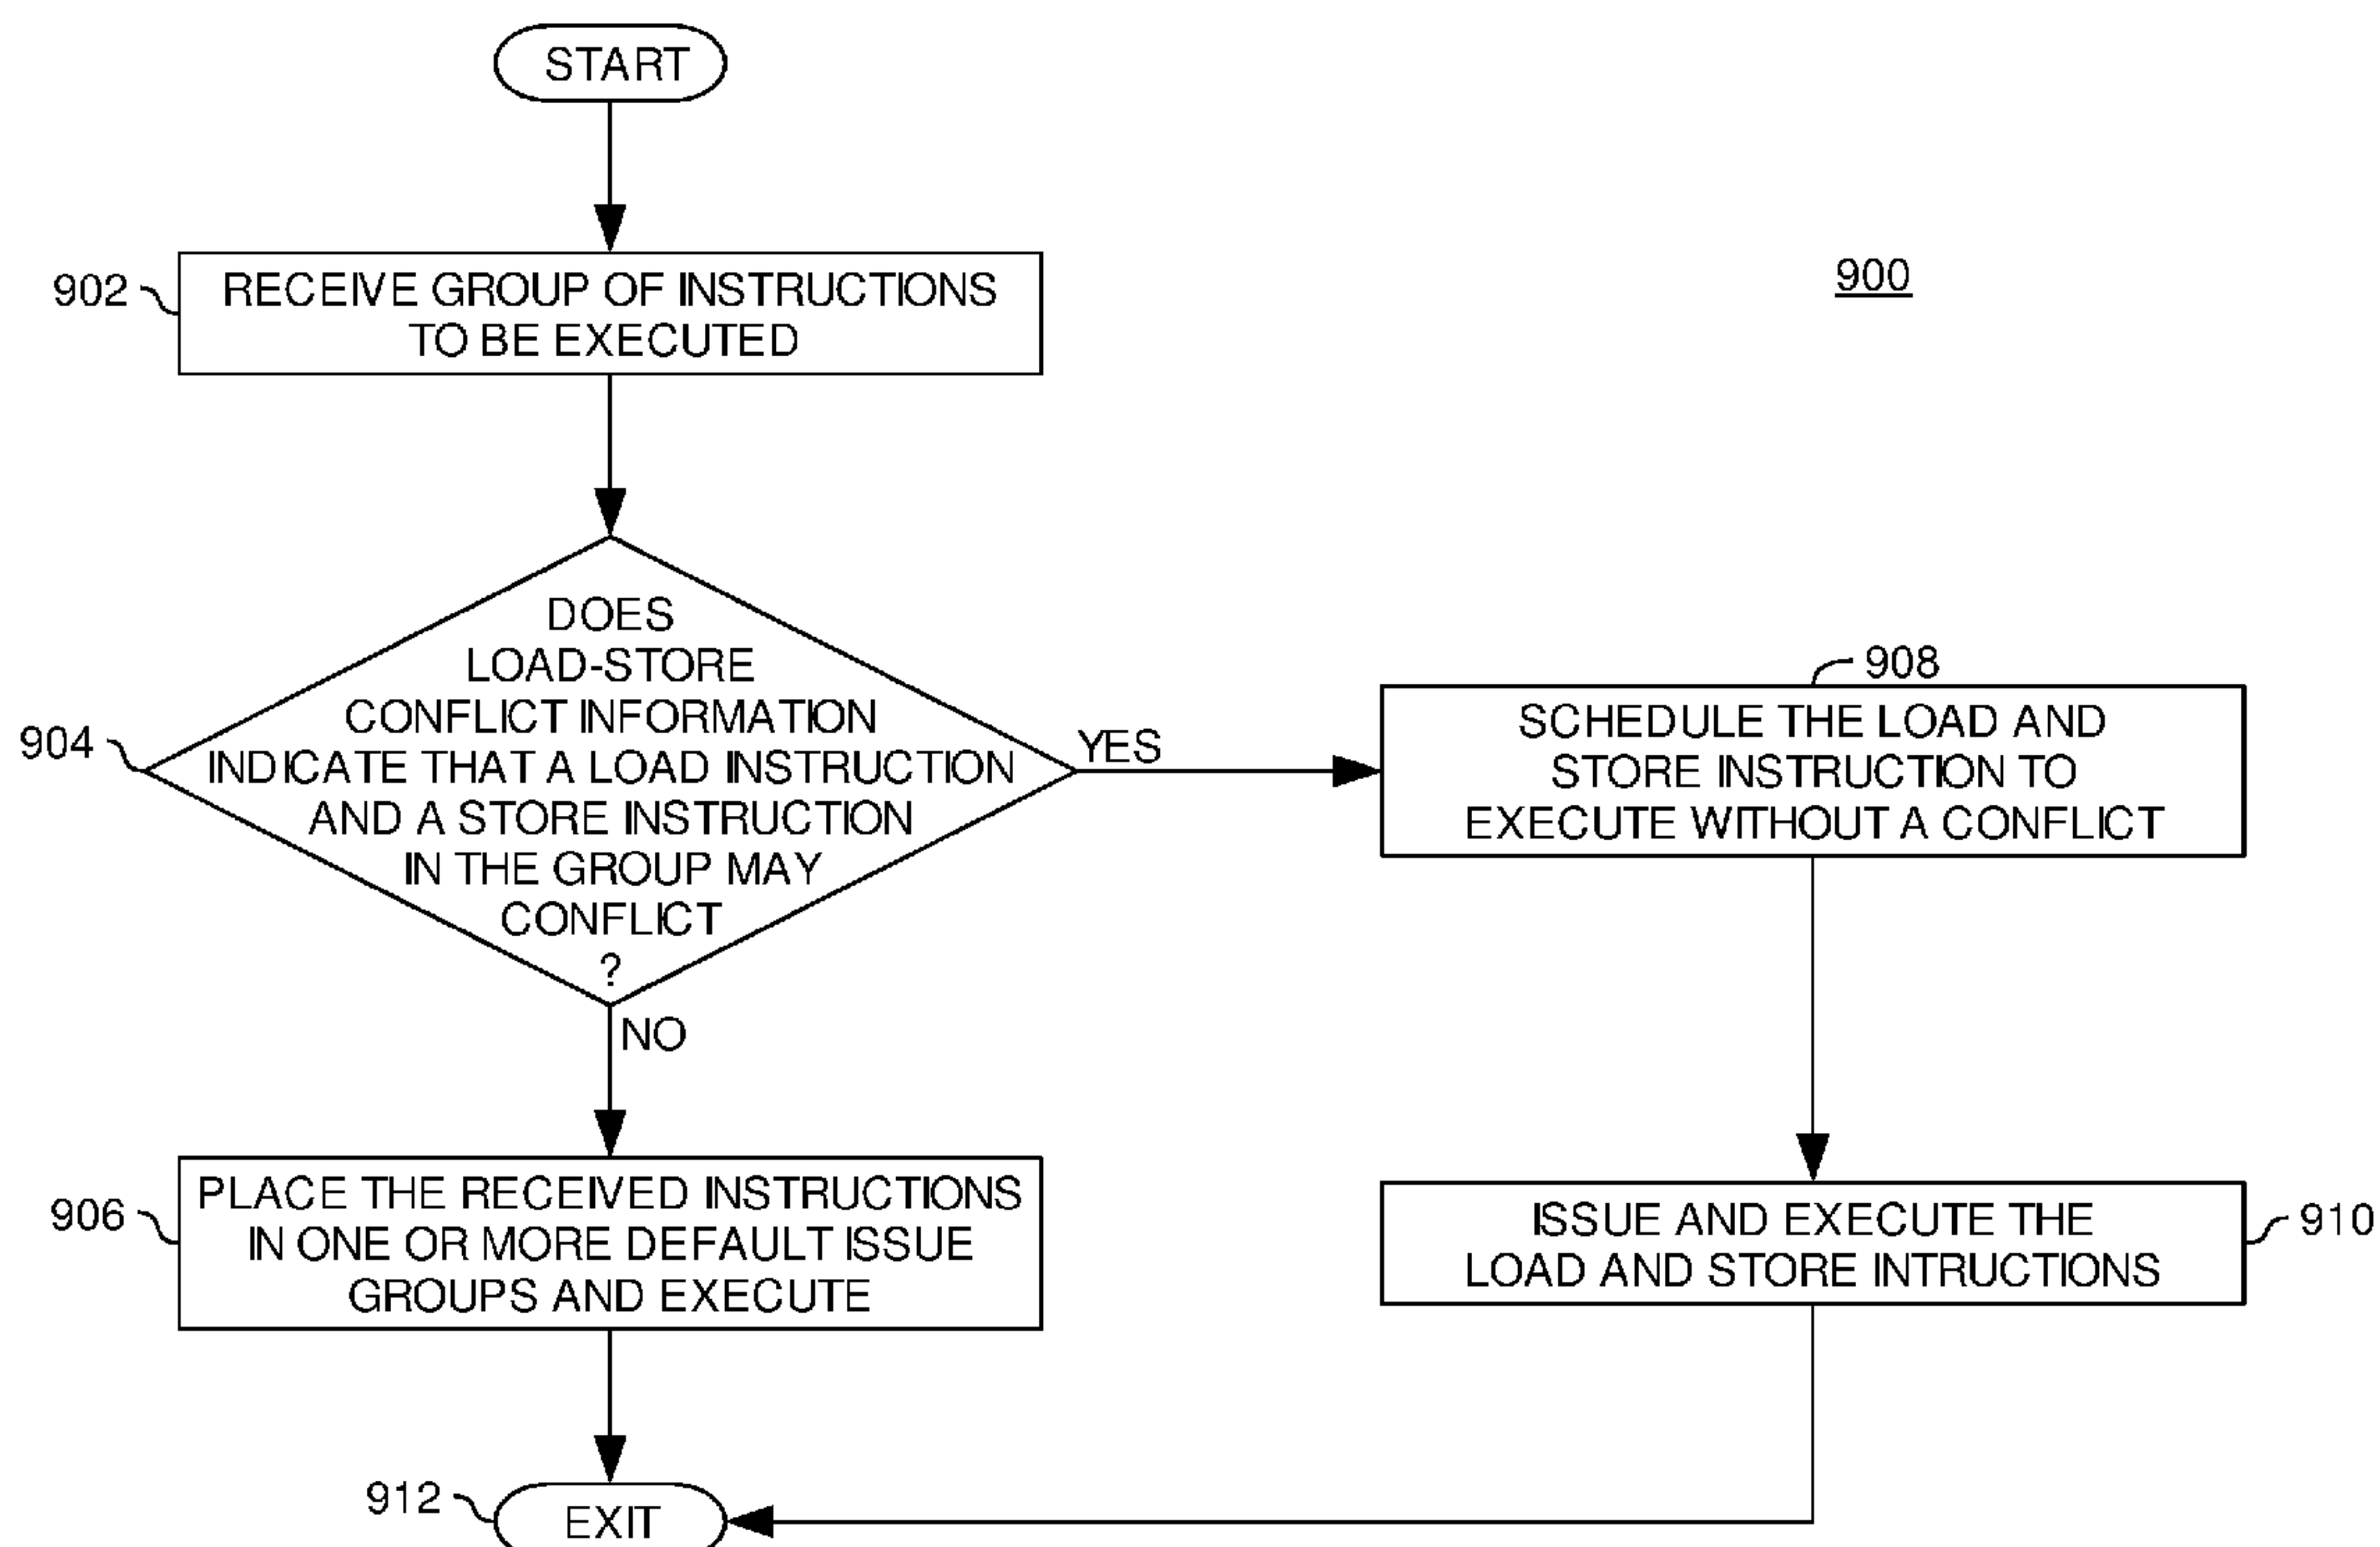 START
902
RECEIVE GROUP OF INSTRUCTIONS
TO BE EXECUTED
900
904
DOES
LOAD-STORE
CONFLICT INFORMATION
INDICATE THAT A LOAD INSTRUCTION
AND A STORE INSTRUCTION
IN THE GROUP MAY
CONFLICT
?
YES
NO
908
SCHEDULE THE LOAD AND
STORE INSTRUCTION TO
EXECUTE WITHOUT A CONFLICT
906
PLACE THE RECEIVED INSTRUCTIONS
IN ONE OR MORE DEFAULT ISSUE
GROUPS AND EXECUTE
ISSUE AND EXECUTE THE
LOAD AND STORE INTRUCTIONS
910
912
EXIT